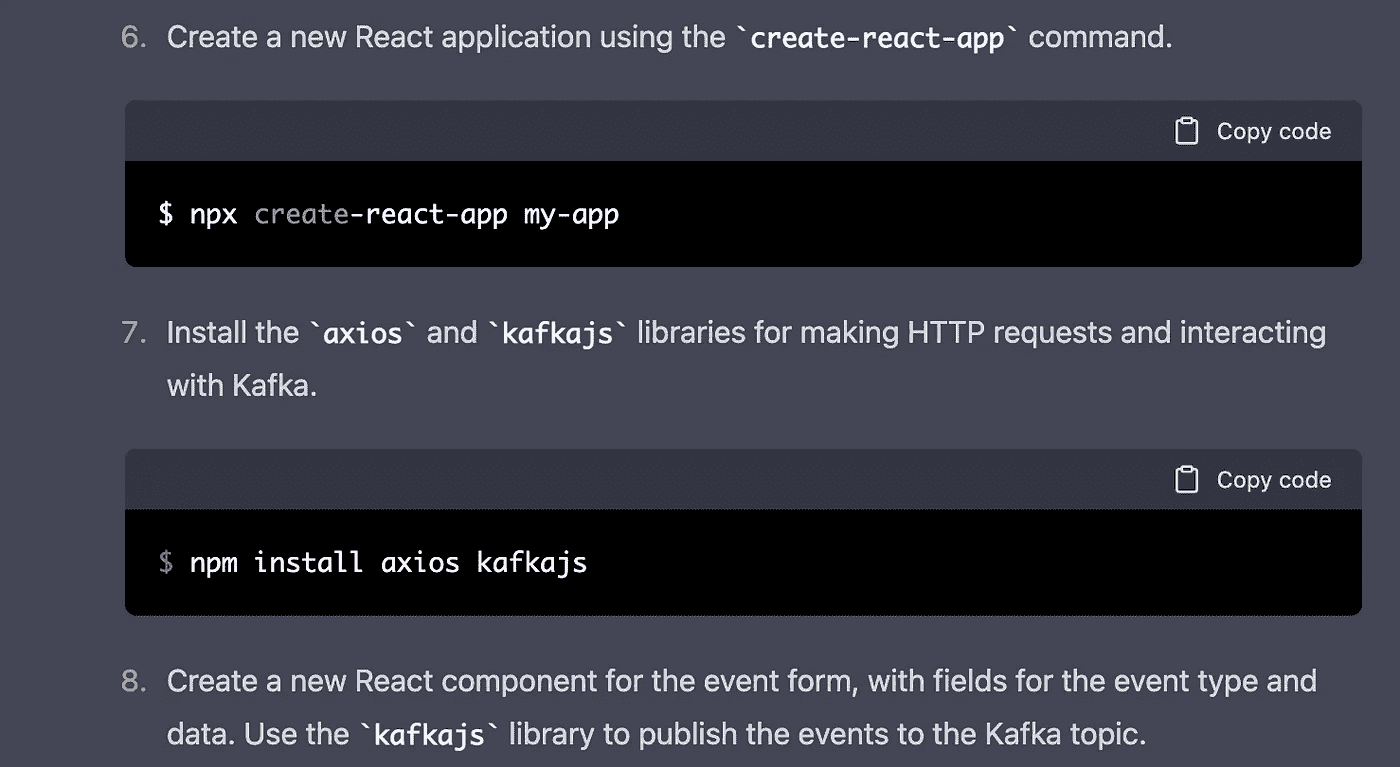 6. Create a new React application using the `create-react-app` command.
Copy code
$ npx create-react-app my-app
7. Install the `axios` and `kafkajs` libraries for making HTTP requests and interacting
with Kafka.
Copy code
$ npm install axios kafkajs
8. Create a new React component for the event form, with fields for the event type and
data. Use the `kafkajs` library to publish the events to the Kafka topic.